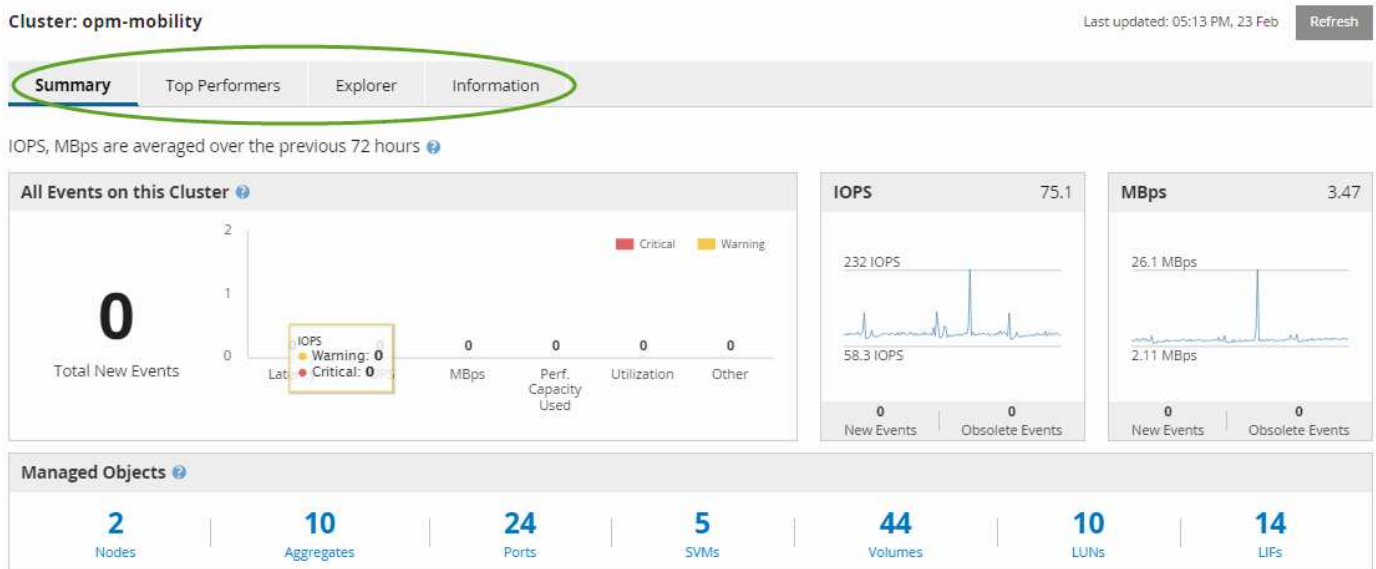 Cluster: opm-mobility
Last updated: 05:13 PM, 23 Feb
Refresh
Summary
Top Performers
Explorer
Information
IOPS, MBps are averaged over the previous 72 hours
All Events on this Cluster
0
Total New Events
2
1
0
Critical
Warning
IOPS
Warning: 0
Critical: 0
0
0
0
0
MBps
Perf.
Capacity
Used
Utilization
Other
IOPS 75.1
232 IOPS
58.3 IOPS
0 0
New Events Obsolete Events
MBps 3.47
26.1 MBps
2.11 MBps
0 0
New Events Obsolete Events
Managed Objects
2
Nodes
10
Aggregates
24
Ports
5
SVMs
44
Volumes
10
LUNs
14
LIFs